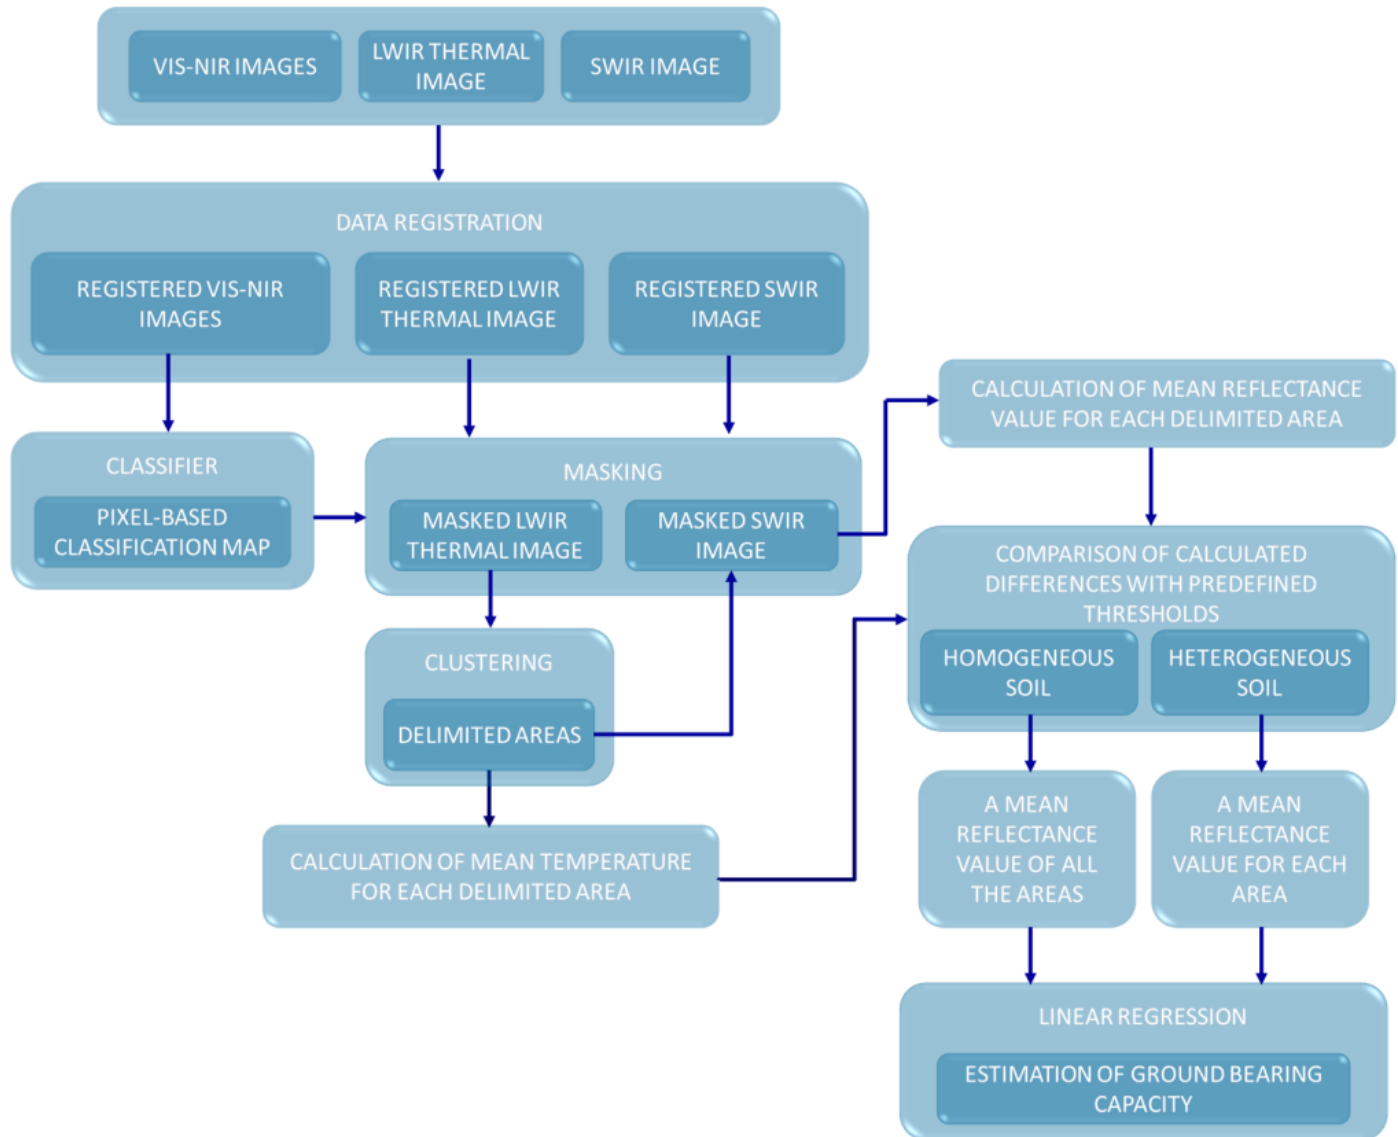 VIS-NIR IMAGES
LWIR THERMAL
IMAGE
SWIR IMAGE
DATA REGISTRATION
REGISTERED VIS-NIR
IMAGES
REGISTERED LWIR
THERMAL IMAGE
REGISTERED SWIR
IMAGE
CLASSIFIER
PIXEL-BASED
CLASSIFICATION MAP
MASKING
MASKED LWIR
THERMAL IMAGE
MASKED SWIR
IMAGE
CLUSTERING
DELIMITED AREAS
CALCULATION OF MEAN TEMPERATURE
FOR EACH DELIMITED AREA
CALCULATION OF MEAN REFLECTANCE
VALUE FOR EACH DELIMITED AREA
COMPARISON OF CALCULATED
DIFFERENCES WITH PREDEFINED
THRESHOLDS
HOMOGENEOUS
SOIL
HETEROGENEOUS
SOIL
A MEAN
REFLECTANCE
VALUE OF ALL
THE AREAS
A MEAN
REFLECTANCE
VALUE FOR EACH
AREA
LINEAR REGRESSION
ESTIMATION OF GROUND BEARING
CAPACITY